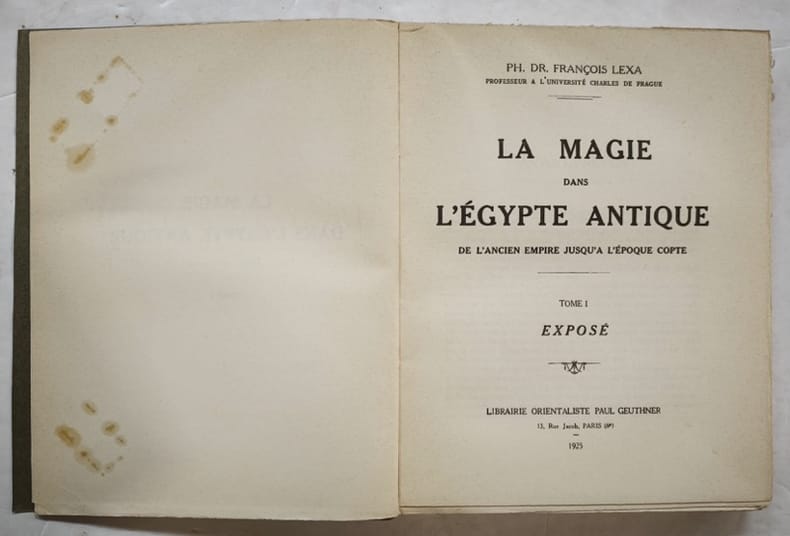 PH. DR. FRANÇOIS LEXA
PROFESSEUR A L'UNIVERSITÉ CHARLES DE PRAGUE
LA MAGIE
DANS
L'ÉGYPTE ANTIQUE
DE L'ANCIEN EMPIRE JUSQU'A L'ÉPOQUE COPTE
TOME I
EXPOSÉ
LIBRAIRIE ORIENTALISTE PAUL GEUTHNER
13, Rue Jacob, PARIS (6e)
1925